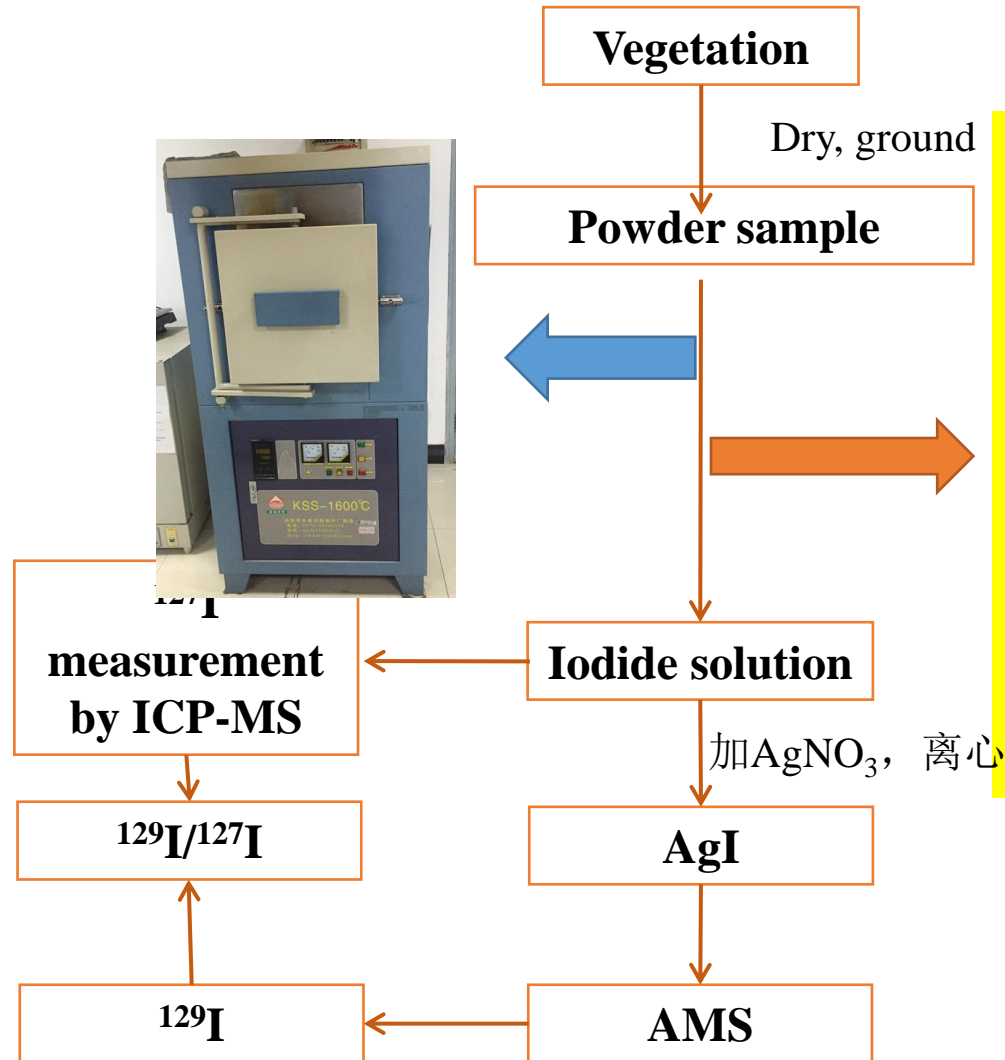 Vegetation
Dry, ground
Powder sample
KSS-1600℃
¹²⁷I
measurement
by ICP-MS
Iodide solution
加AgNO₃，离心
¹²⁹I/¹²⁷I
AgI
¹²⁹I
AMS